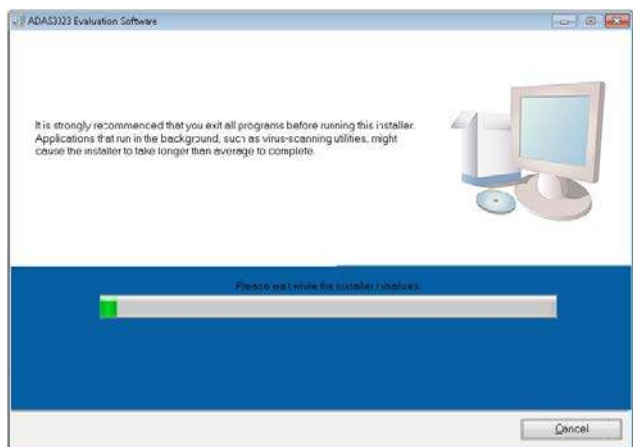 ADAS3023 Evaluation Software
It is strongly recommended that you exit all programs before running this installer.
Applications that run in the background, such as virus-scanning utilities, might
cause the installer to take longer than average to complete.
Please wait while the installer initializes.
Cancel